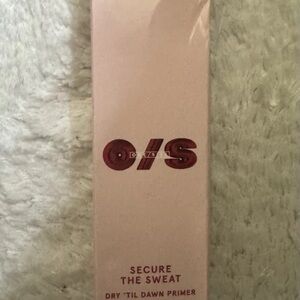 O/S
SECURE
THE SWEAT
DRY 'TIL DAWN PRIMER